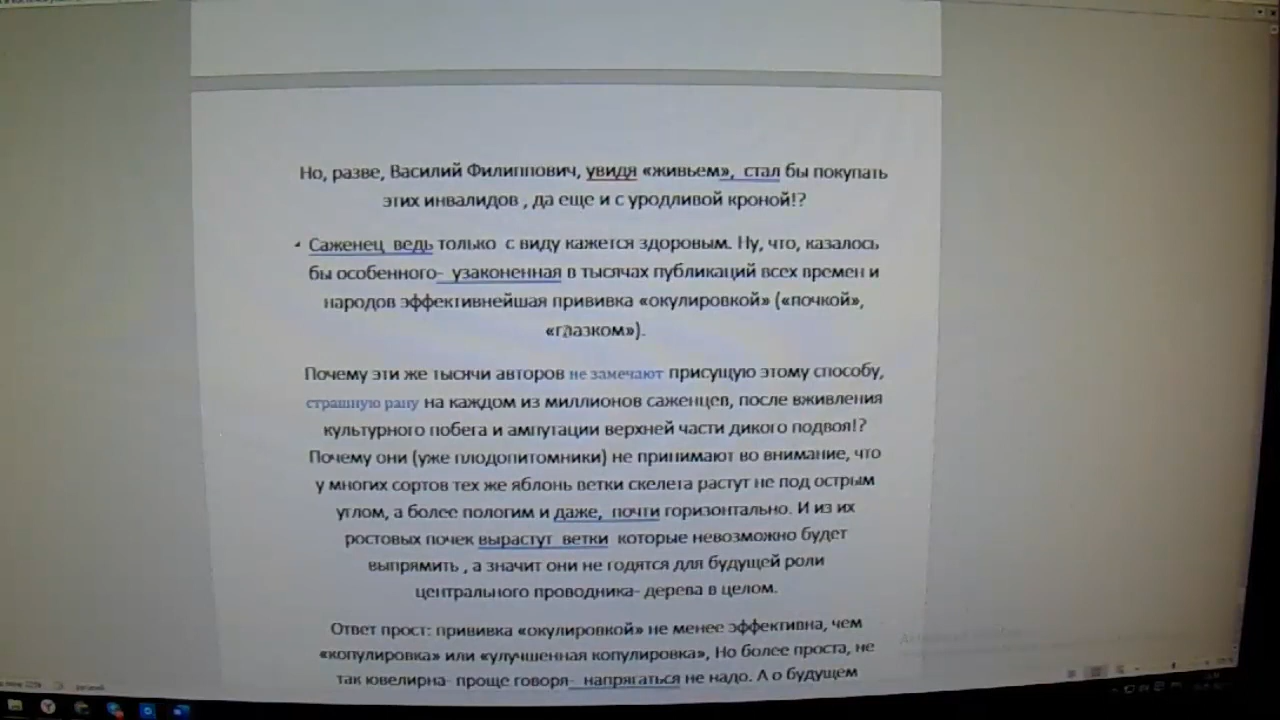 Но, разве, Василий Филиппович, увидя «живьем», стал бы покупать
этих инвалидов , да еще и с уродливой кроной!?
Саженец ведь только с виду кажется здоровым. Ну, что, казалось
бы особенного- узаконенная в тысячах публикаций всех времен и
народов эффективнейшая прививка «окулировкой» («почкой»,
«глазком»).
Почему эти же тысячи авторов не замечают присущую этому способу,
страшную рану на каждом из миллионов саженцев, после вживления
культурного побега и ампутации верхней части дикого подвоя!?
Почему они (уже плодопитомники) не принимают во внимание, что
у многих сортов тех же яблонь ветки скелета растут не под острым
углом, а более пологим и даже, почти горизонтально. И из их
ростовых почек вырастут ветки которые невозможно будет
выпрямить , а значит они не годятся для будущей роли
центрального проводника- дерева в целом.
Ответ прост: прививка «окулировкой» не менее эффективна, чем
«копулировка» или «улучшенная копулировка», Но более проста, не
так ювелирна- проще говоря- напрягаться не надо. А о будущем